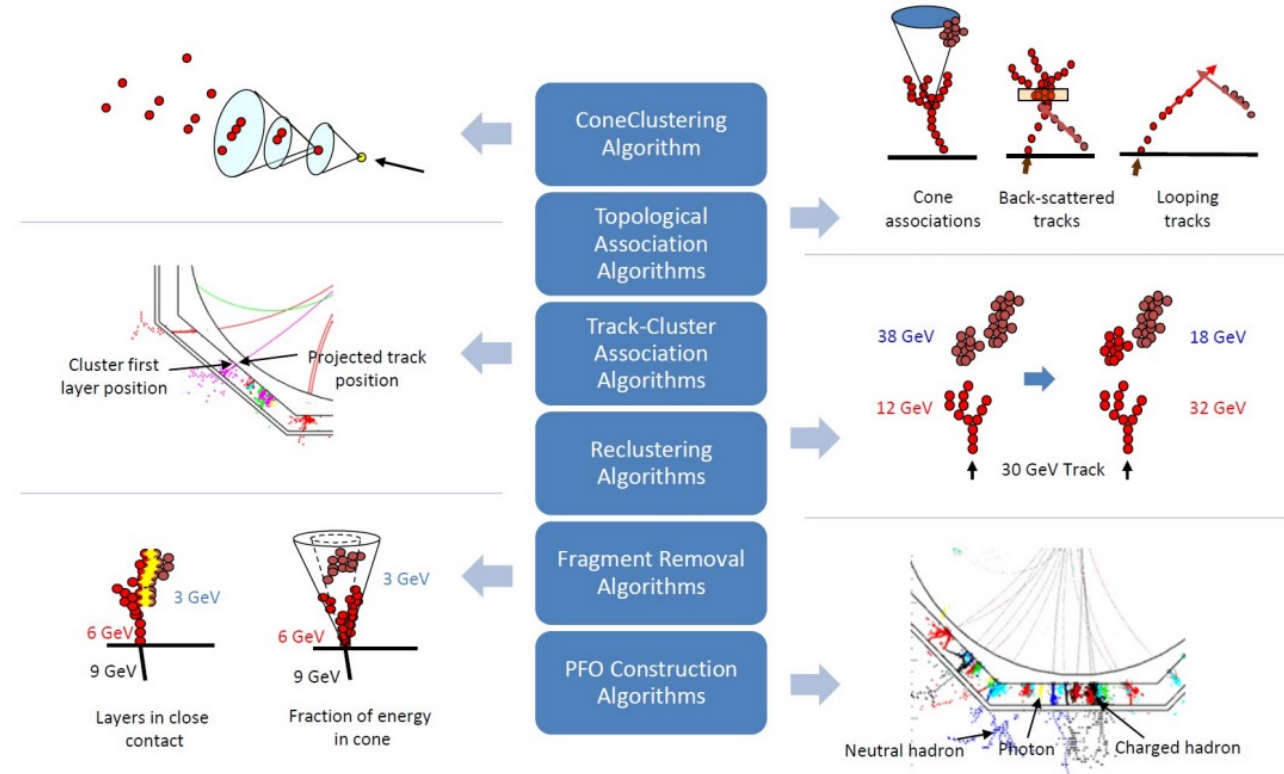 ConeClustering
Algorithm
Topological
Association
Algorithms
Track-Cluster
Association
Algorithms
Reclustering
Algorithms
Fragment Removal
Algorithms
PFO Construction
Algorithms
Cone
associations
Back-scattered
tracks
Looping
tracks
Cluster first
layer position
Projected track
position
38 GeV
18 GeV
12 GeV
32 GeV
30 GeV Track
3 GeV
6 GeV
9 GeV
Layers in close
contact
3 GeV
6 GeV
9 GeV
Fraction of energy
in cone
Neutral hadron
Photon
Charged hadron